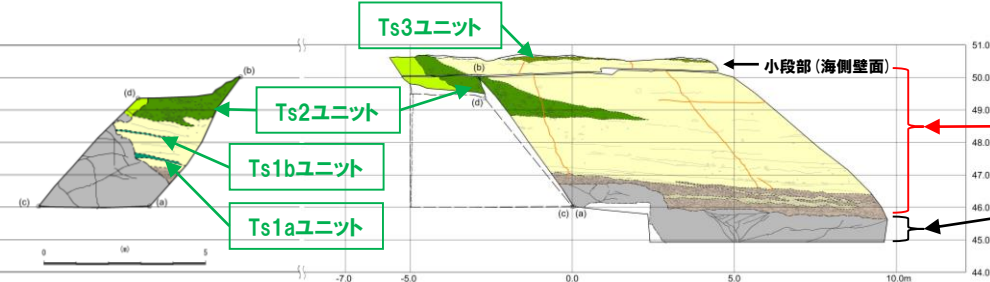 Ts3ユニット
Ts2ユニット
Ts1bユニット
Ts1aユニット
小段部(海側壁面)
(b)
(d)
(c)
(a)
0
(m)
5
(b)
(d)
(c)
(a)
51.0
50.0
49.0
48.0
47.0
46.0
45.0
44.0
-7.0
-5.0
0.0
5.0
10.0m